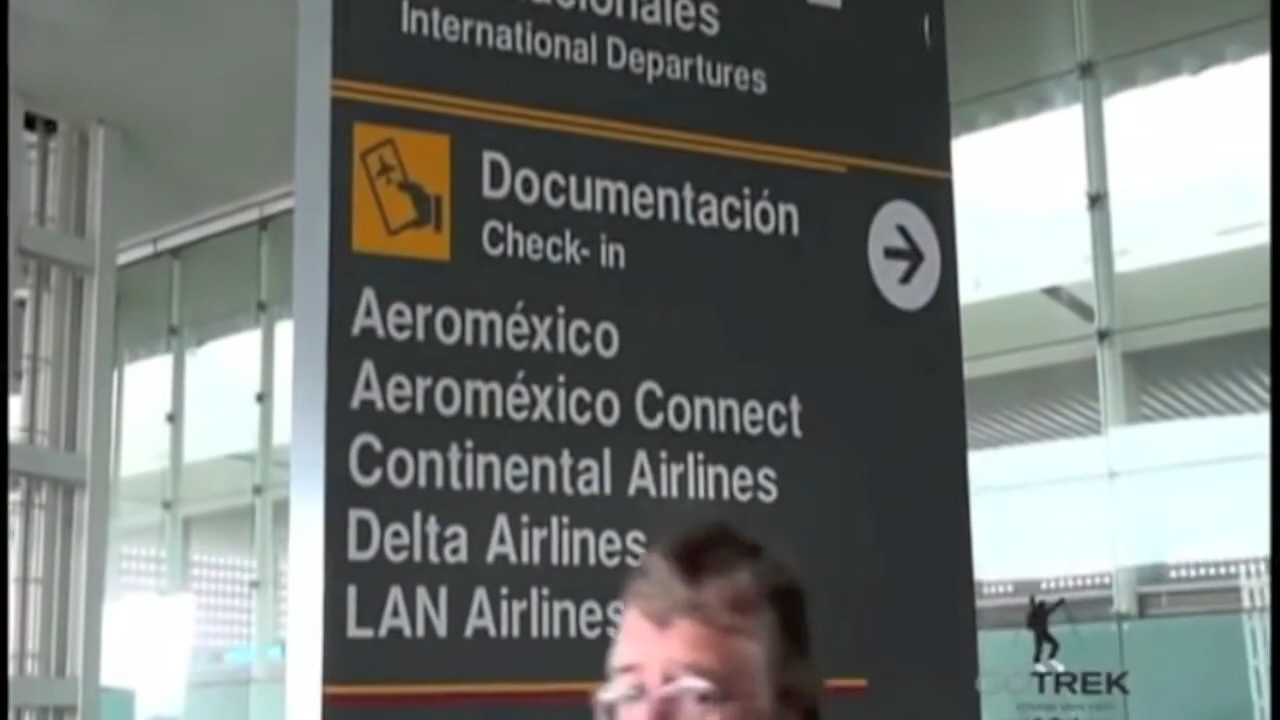 International Departures
Documentación
Check- in
Aeroméxico
Aeroméxico Connect
Continental Airlines
Delta Airlines
LAN Airlines
TREK